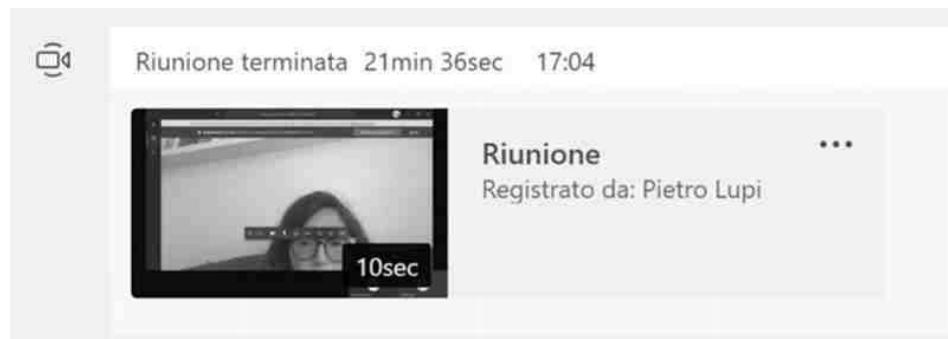 Riunione terminata 21min 36sec 17:04
Riunione
Registrato da: Pietro Lupi
10sec